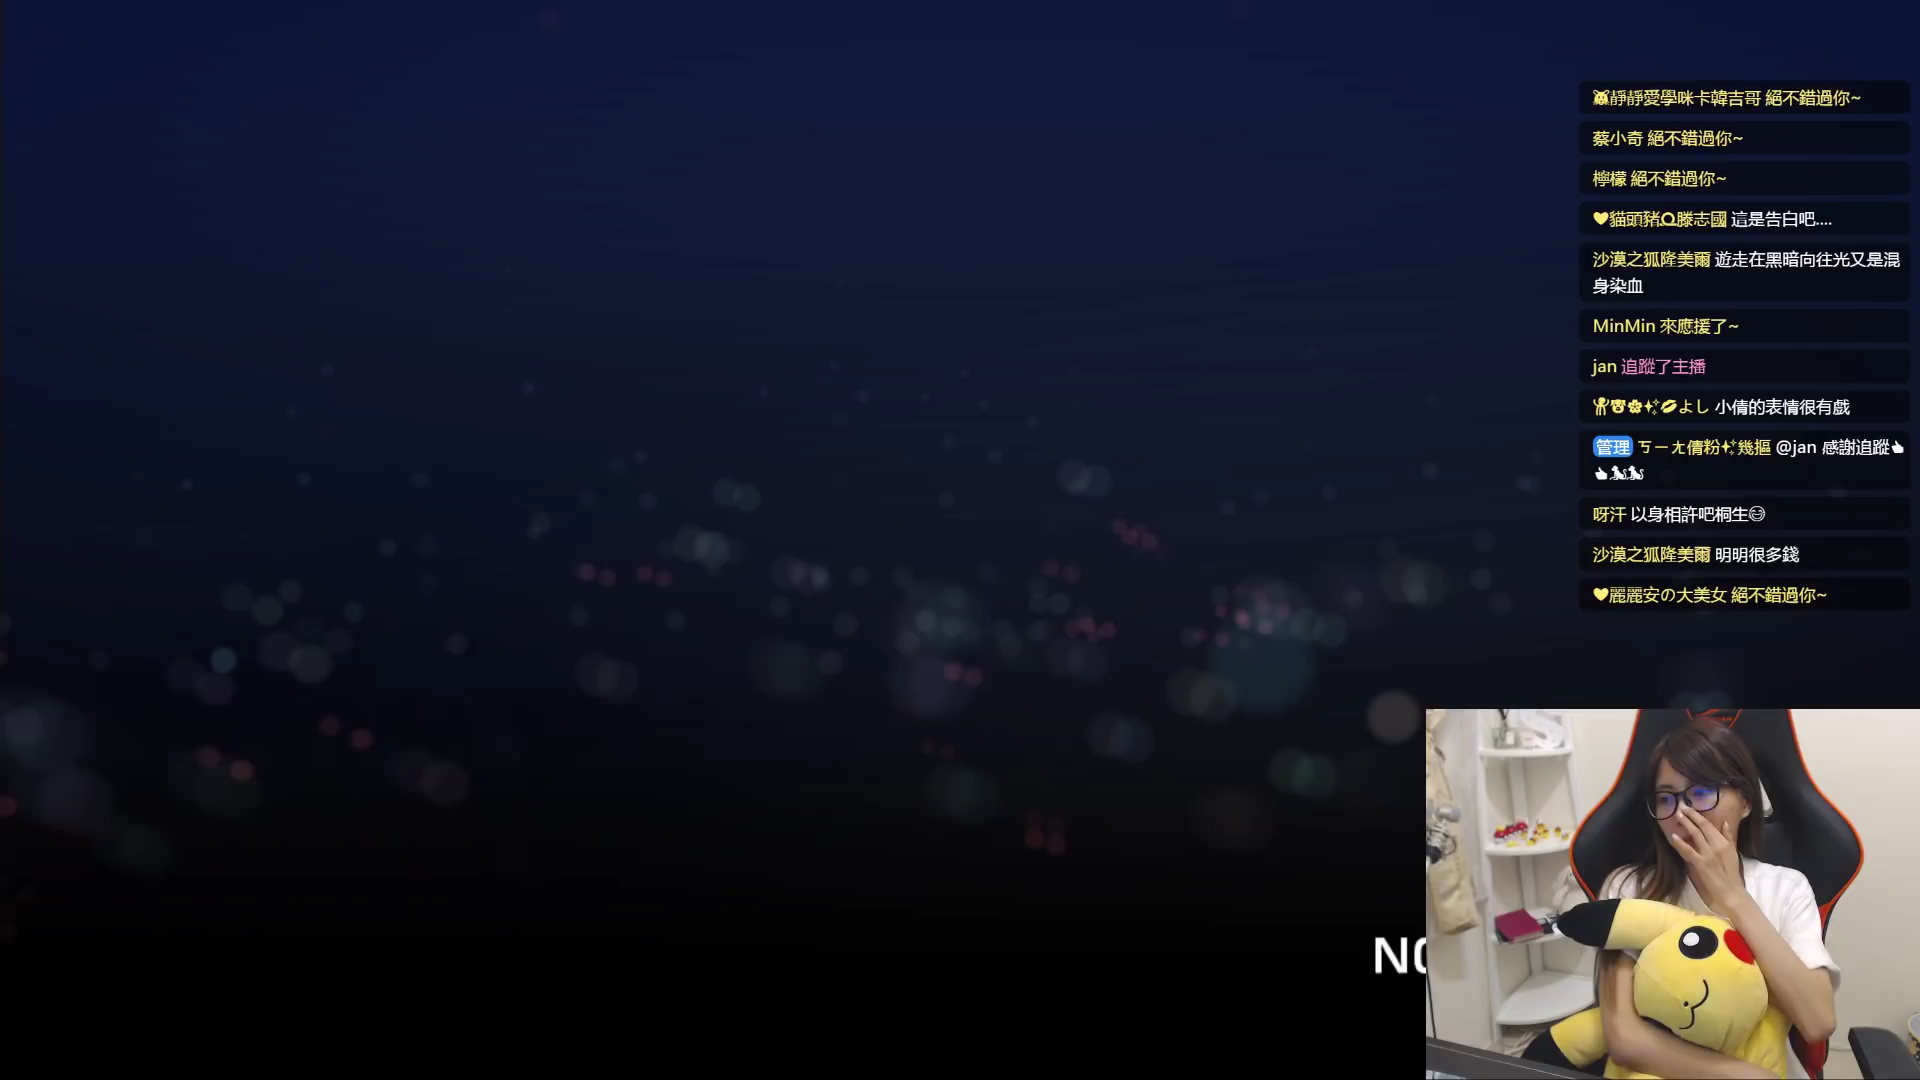 靜靜愛學咪卡韓吉哥 絕不錯過你~
蔡小奇 絕不錯過你~
檸檬 絕不錯過你~
貓頭豬Ω滕志國 這是告白吧....
沙漠之狐隆美爾 遊走在黑暗向往光又是混
身染血
MinMin 來應援了~
jan 追蹤了主播
よし 小倩的表情很有戲
管理 ㄎㄧㄤ倩粉✨幾摳 @jan 感謝追蹤
呀汗 以身相許吧桐生
沙漠之狐隆美爾 明明很多錢
麗麗安の大美女 絕不錯過你~